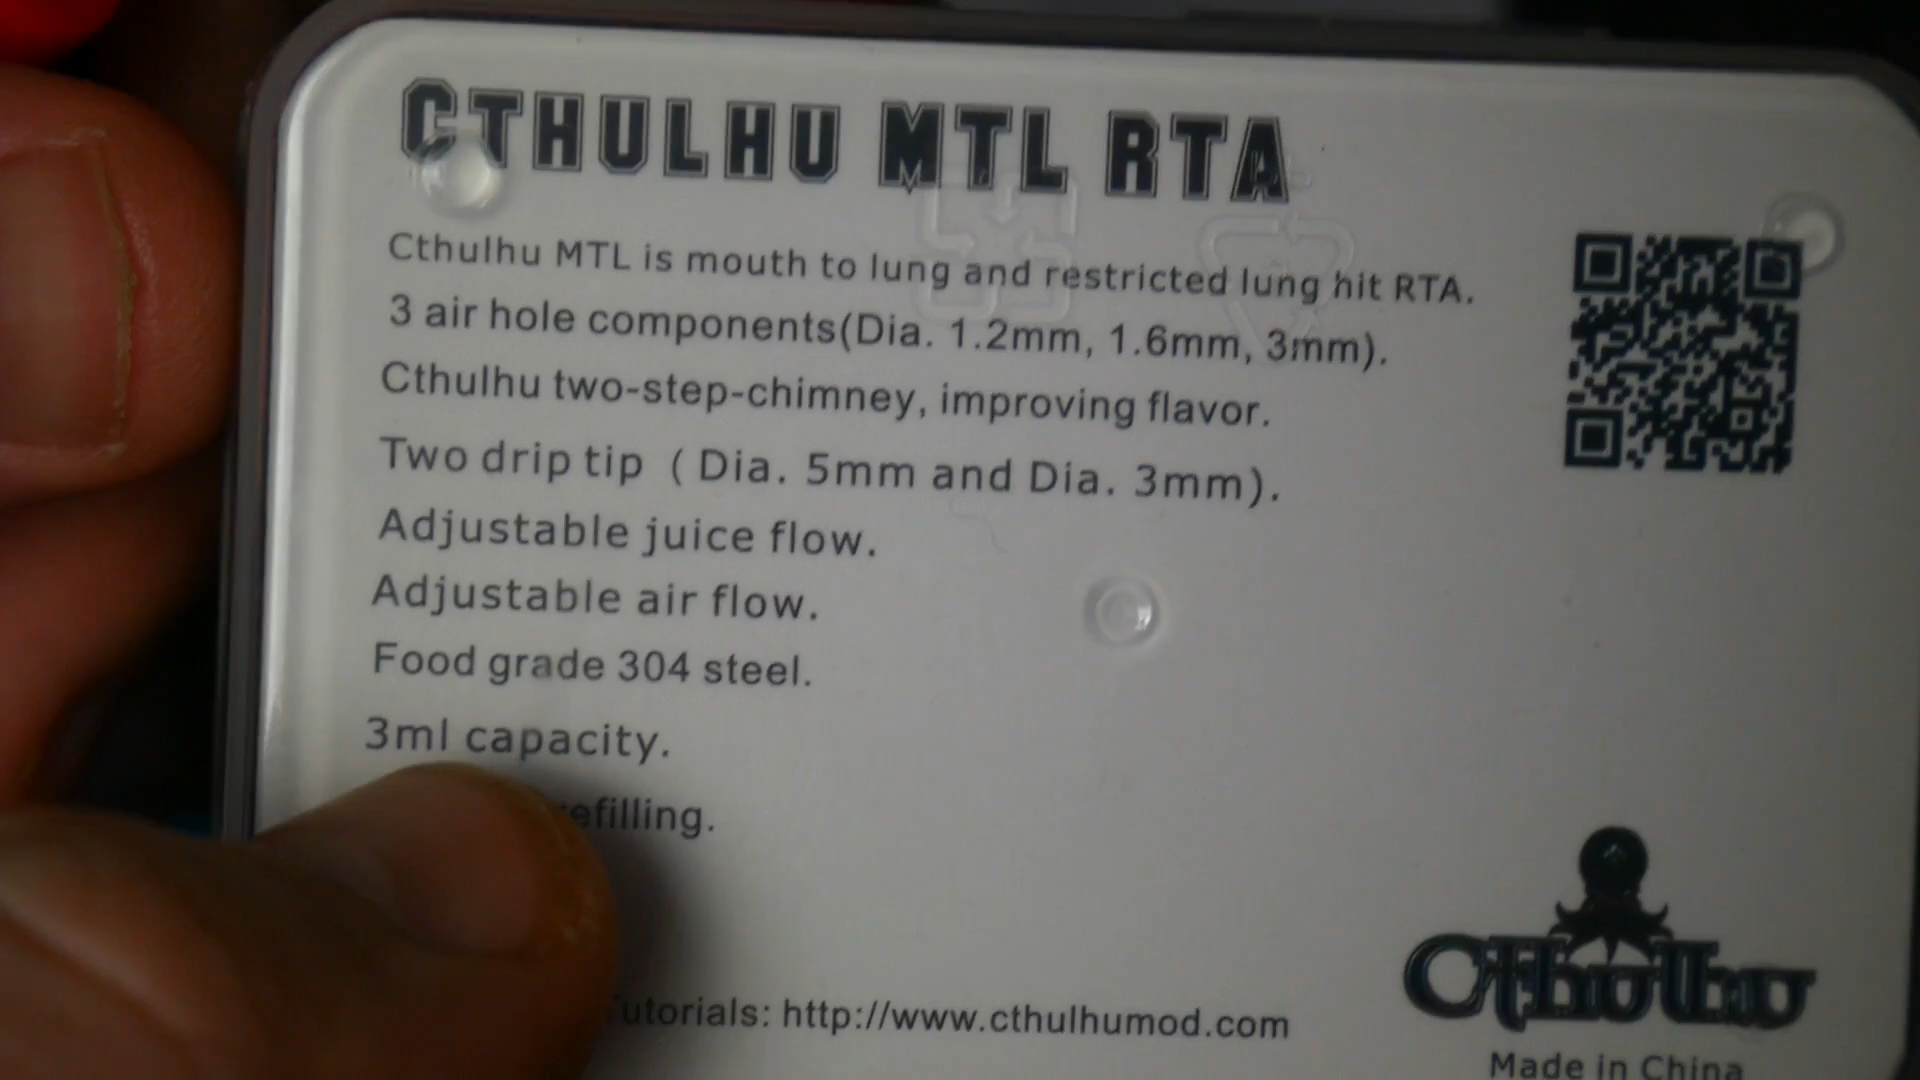 CTHULHU MTL RTA
Cthulhu MTL is mouth to lung and restricted lung hit RTA.
3 air hole components(Dia. 1.2mm, 1.6mm, 3mm).
Cthulhu two-step-chimney, improving flavor.
Two drip tip ( Dia. 5mm and Dia. 3mm).
Adjustable juice flow.
Adjustable air flow.
Food grade 304 steel.
3ml capacity.
efilling.
utorials: http://www.cthulhumod.com
Cthulhu
Made in China